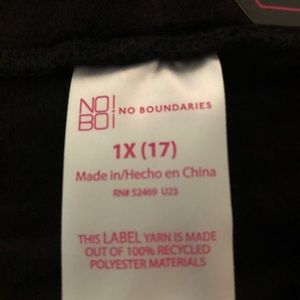 NO!
BO!
NO BOUNDARIES
1X (17)
Made in/Hecho en China
RN# 52469 U23
THIS LABEL YARN IS MADE
OUT OF 100% RECYCLED
POLYESTER MATERIALS